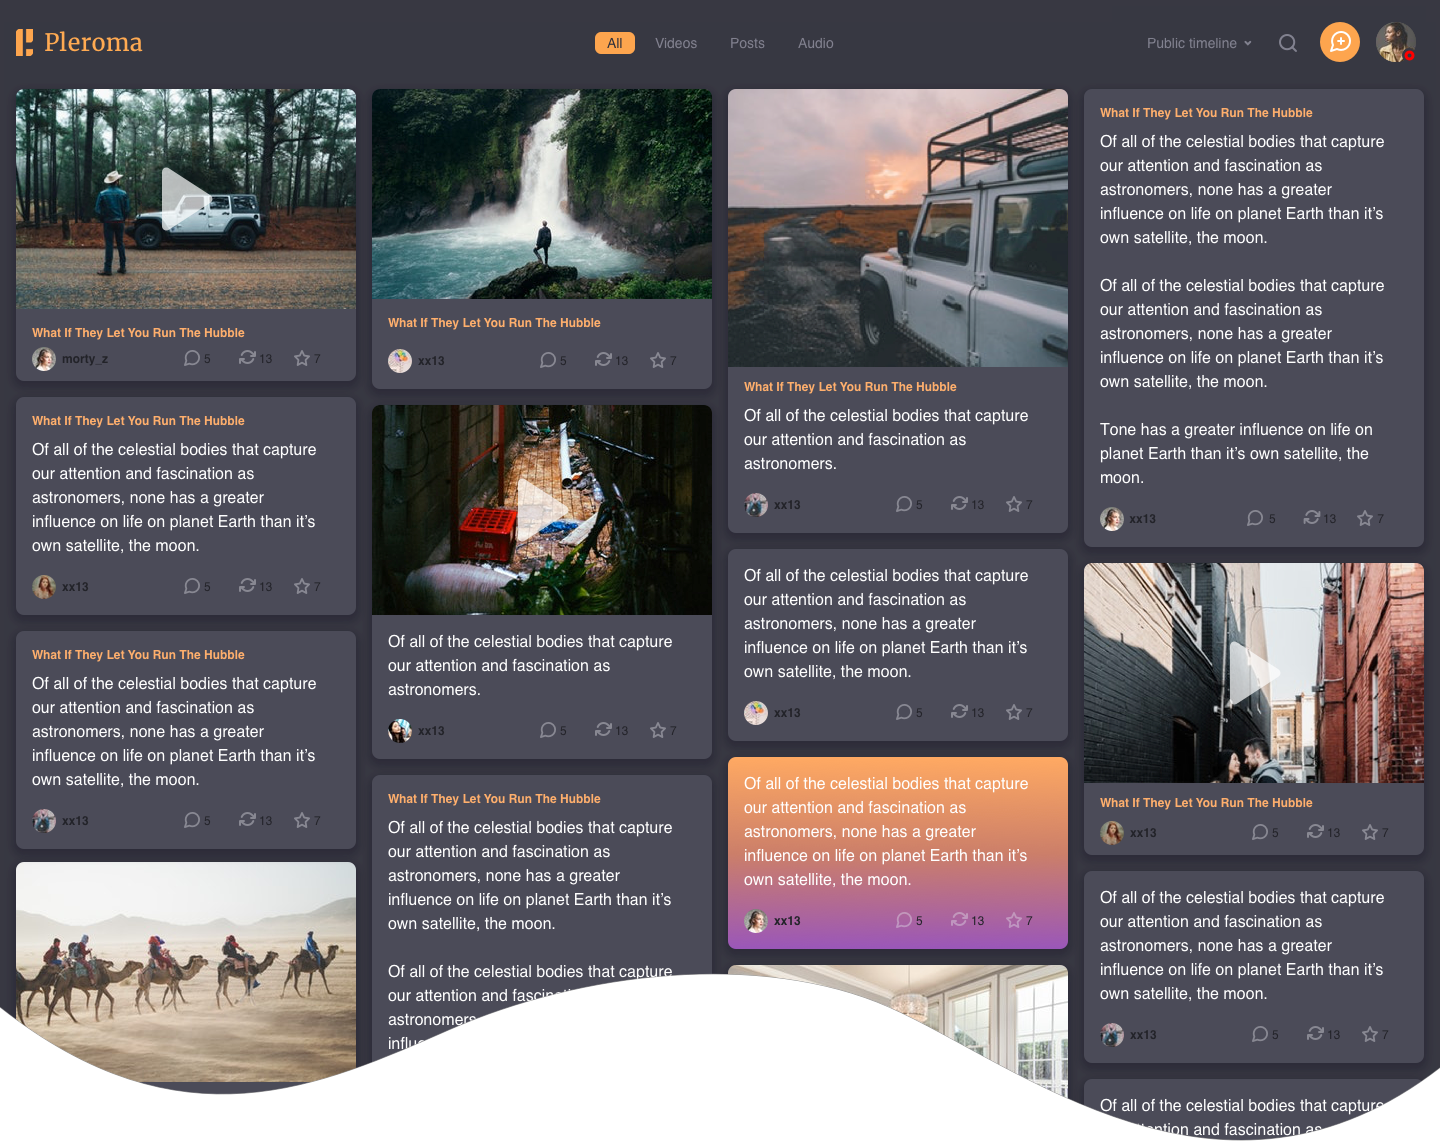 Pleroma
All Videos Posts Audio
Public timeline
What If They Let You Run The Hubble
morty_z 5 13 7
What If They Let You Run The Hubble
Of all of the celestial bodies that capture
our attention and fascination as
astronomers, none has a greater
influence on life on planet Earth than it’s
own satellite, the moon.
xx13 5 13 7
What If They Let You Run The Hubble
Of all of the celestial bodies that capture
our attention and fascination as
astronomers, none has a greater
influence on life on planet Earth than it’s
own satellite, the moon.
xx13 5 13 7
What If They Let You Run The Hubble
xx13 5 13 7
Of all of the celestial bodies that capture
our attention and fascination as
astronomers.
xx13 5 13 7
What If They Let You Run The Hubble
Of all of the celestial bodies that capture
our attention and fascination as
astronomers, none has a greater
influence on life on planet Earth than it’s
own satellite, the moon.
Of all of the celestial bodies that capture
our attention and
astronomers
What If They Let You Run The Hubble
Of all of the celestial bodies that capture
our attention and fascination as
astronomers.
xx13 5 13 7
Of all of the celestial bodies that capture
our attention and fascination as
astronomers, none has a greater
influence on life on planet Earth than it’s
own satellite, the moon.
xx13 5 13 7
Of all of the celestial bodies that capture
our attention and fascination as
astronomers, none has a greater
influence on life on planet Earth than it’s
own satellite, the moon.
xx13 5 13 7
What If They Let You Run The Hubble
Of all of the celestial bodies that capture
our attention and fascination as
astronomers, none has a greater
influence on life on planet Earth than it’s
own satellite, the moon.
Of all of the celestial bodies that capture
our attention and fascination as
astronomers, none has a greater
influence on life on planet Earth than it’s
own satellite, the moon.
Tone has a greater influence on life on
planet Earth than it’s own satellite, the
moon.
xx13 5 13 7
What If They Let You Run The Hubble
xx13 5 13 7
Of all of the celestial bodies that capture
our attention and fascination as
astronomers, none has a greater
influence on life on planet Earth than it’s
own satellite, the moon.
xx13 5 13 7
Of all of the celestial bodies that capture
attention and fascination as